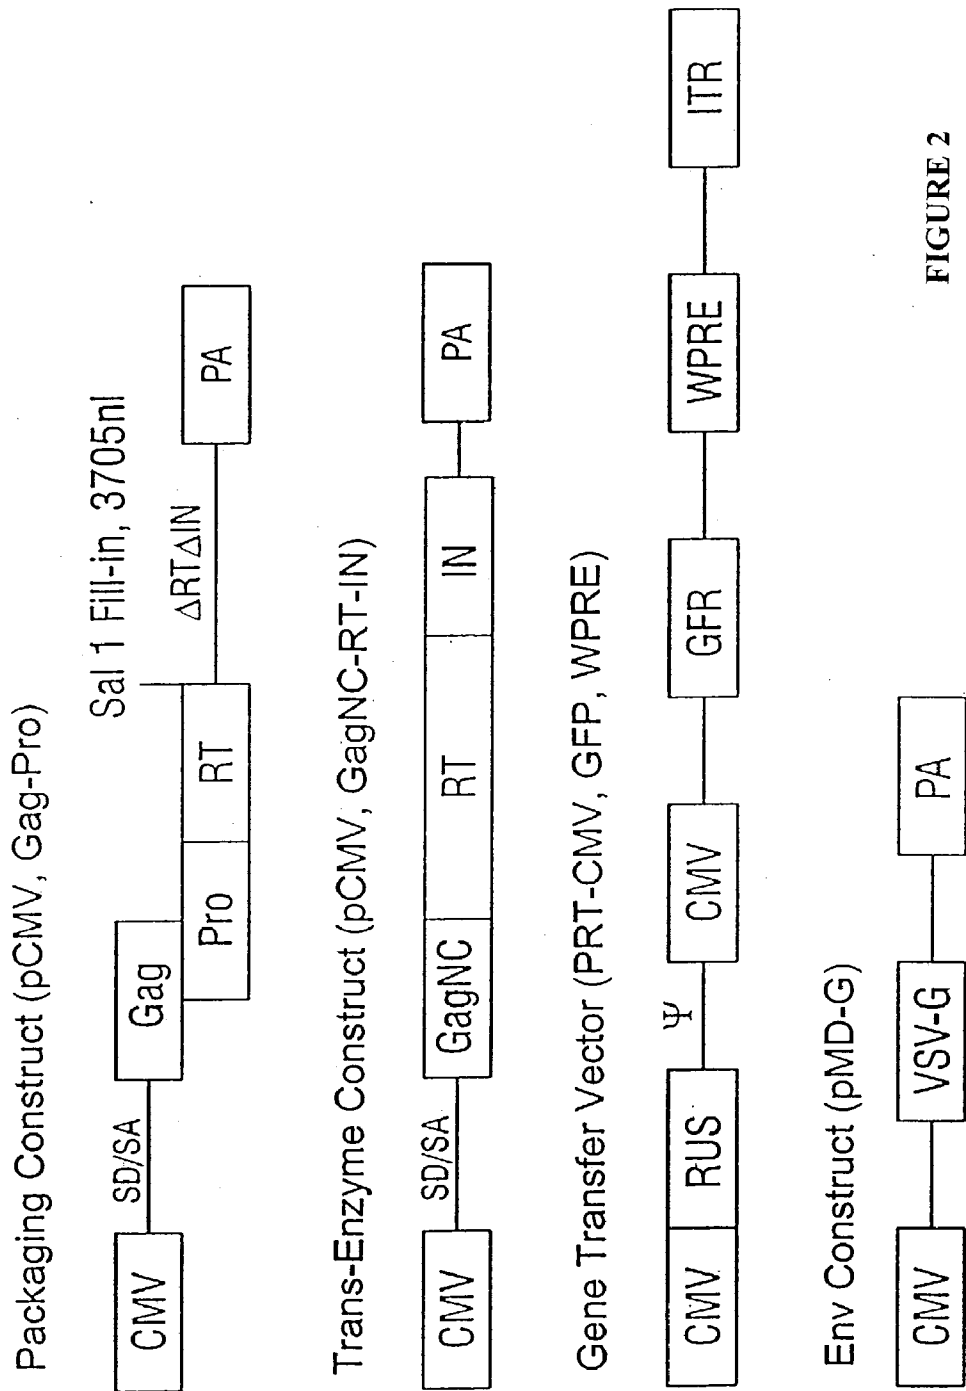 Packaging Construct (pCMV, Gag-Pro)
Sal 1 Fill-in, 3705nl
CMV SD/SA Gag
Pro RT ΔRTΔIN PA
Trans-Enzyme Construct (pCMV, GagNC-RT-IN)
CMV SD/SA GagNC RT IN PA
Gene Transfer Vector (PRT-CMV, GFP, WPRE)
CMV RUS Ψ CMV GFR WPRE ITR
Env Construct (pMD-G)
CMV VSV-G PA
FIGURE 2